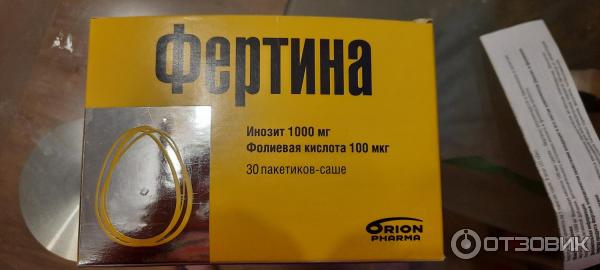 Фертина
Инозит 1000 мг
Фолиевая кислота 100 мкг
30 пакетиков-саше
ORION
PHARMA
ОТЗОВИК